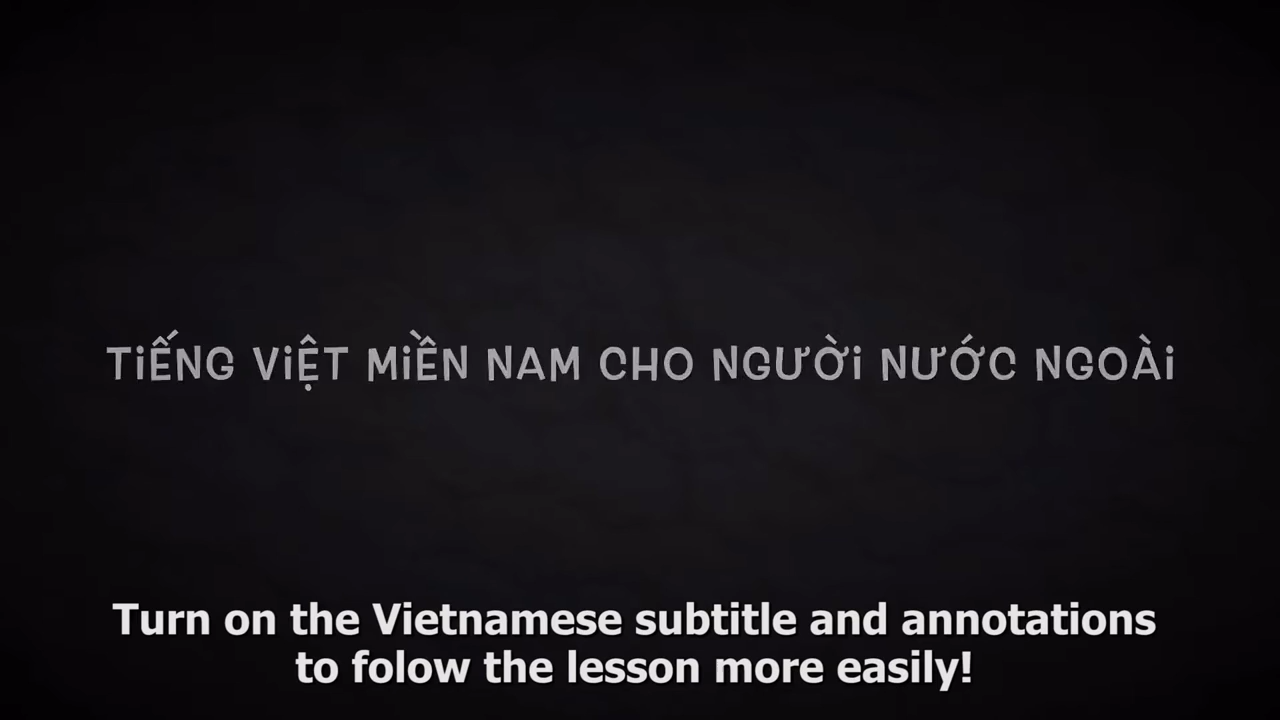 TiẾNG ViỆT MiỀN NAM CHO NGƯỜi NƯỚC NGOÀi
Turn on the Vietnamese subtitle and annotations
to folow the lesson more easily!